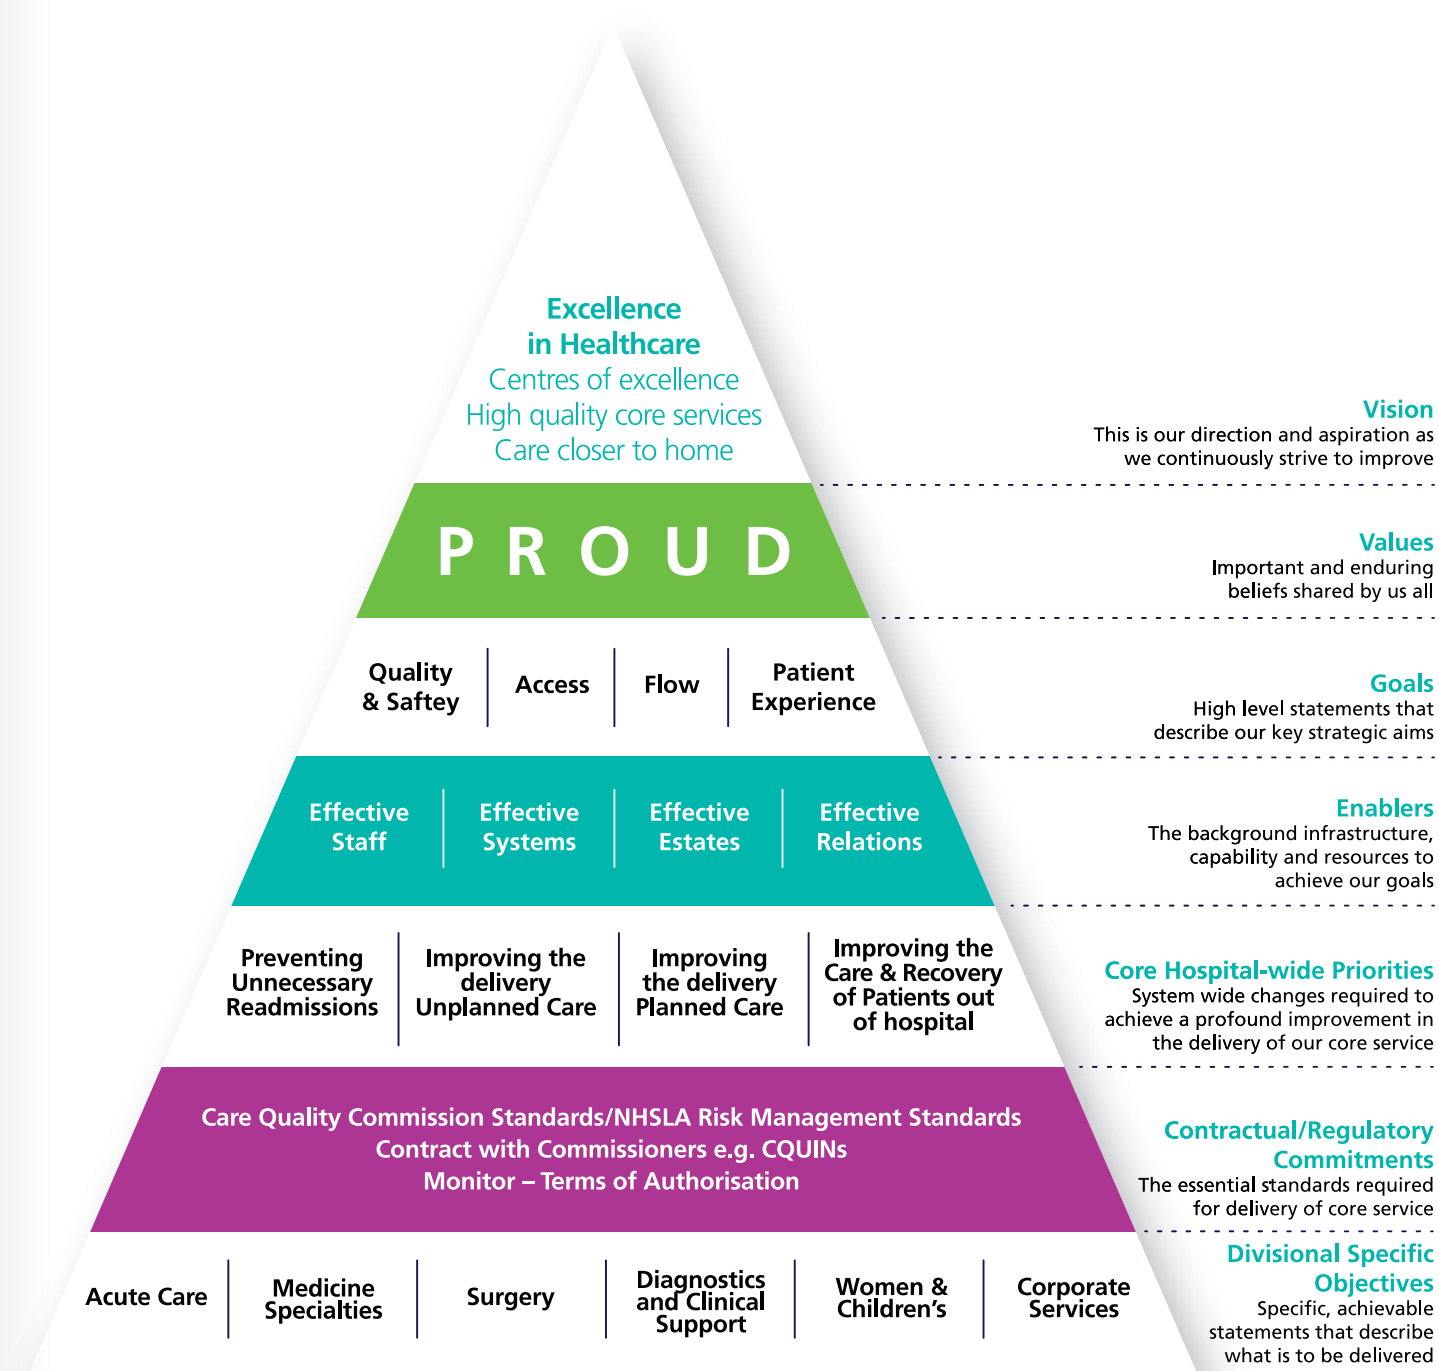 Excellence
in Healthcare
Centres of excellence
High quality core services
Care closer to home
Vision
This is our direction and aspiration as
we continuously strive to improve
P R O U D
Values
Important and enduring
beliefs shared by us all
Quality
& Saftey
Access
Flow
Patient
Experience
Goals
High level statements that
describe our key strategic aims
Effective
Staff
Effective
Systems
Effective
Estates
Effective
Relations
Enablers
The background infrastructure,
capability and resources to
achieve our goals
Preventing
Unnecessary
Readmissions
Improving the
delivery
Unplanned Care
Improving
the delivery
Planned Care
Improving the
Care & Recovery
of Patients out
of hospital
Core Hospital-wide Priorities
System wide changes required to
achieve a profound improvement in
the delivery of our core service
Care Quality Commission Standards/NHSLA Risk Management Standards
Contract with Commissioners e.g. CQUINs
Monitor – Terms of Authorisation
Contractual/Regulatory
Commitments
The essential standards required
for delivery of core service
Acute Care
Medicine
Specialties
Surgery
Diagnostics
and Clinical
Support
Women &
Children's
Corporate
Services
Divisional Specific
Objectives
Specific, achievable
statements that describe
what is to be delivered